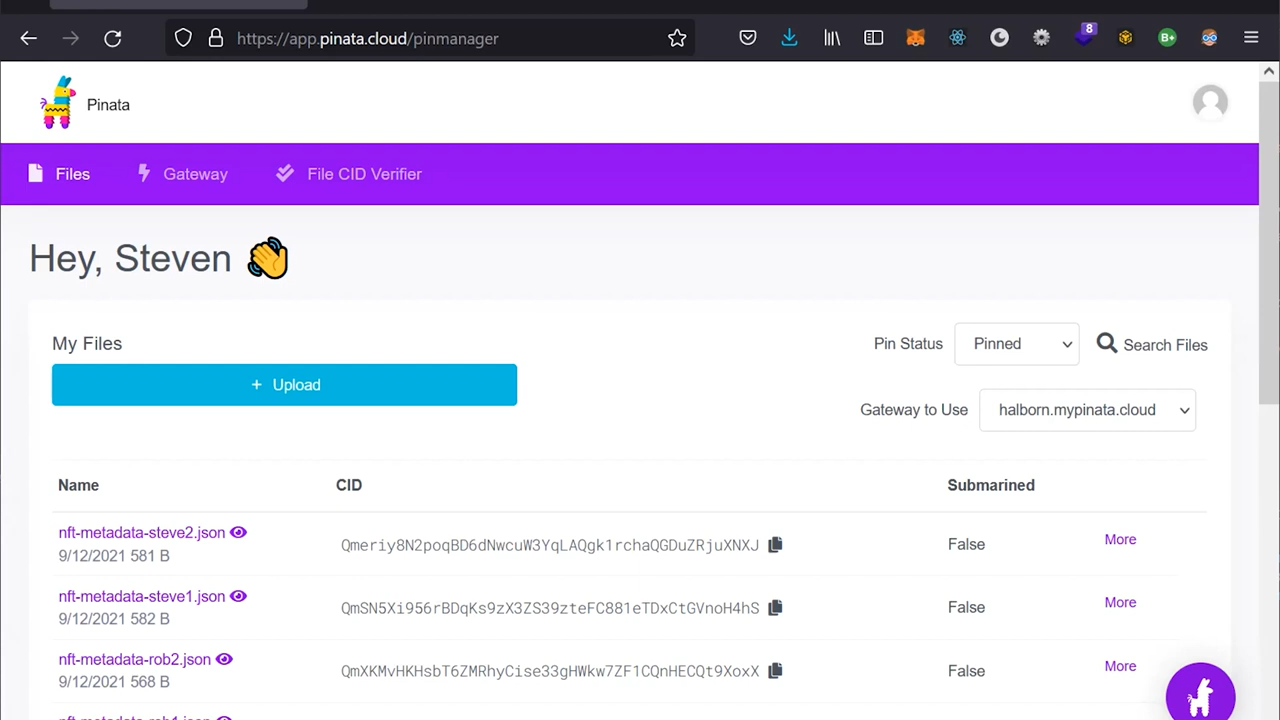 https://app.pinata.cloud/pinmanager
8
B+
Pinata
Files
Gateway
File CID Verifier
Hey, Steven 👋
My Files
Pin Status
Pinned
Search Files
+ Upload
Gateway to Use
halborn.mypinata.cloud
Name
CID
Submarined
nft-metadata-steve2.json
9/12/2021 581 B
Qmeriy8N2poqBD6dNwcuW3YqLAQgk1rchaQGDuZRjuXNXJ
False
More
nft-metadata-steve1.json
9/12/2021 582 B
QmSN5Xi956rBDqKs9zX3ZS39zteFC881eTDxCtGVnoH4hS
False
More
nft-metadata-rob2.json
9/12/2021 568 B
QmXKMvHKHsbT6ZMRhyCise33gHWkw7ZF1CQnHECQt9XoxX
False
More